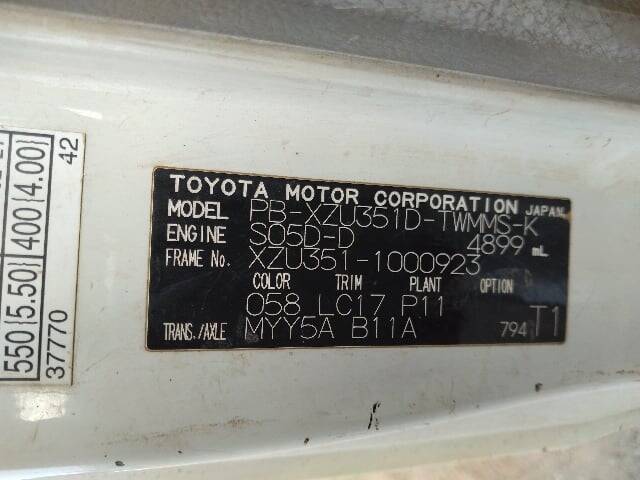 TOYOTA MOTOR CORPORATION JAPAN
MODEL PB-XZU351D-TWMMS-K
ENGINE S05D-D 4899 mL
FRAME No. XZU351-1000923
COLOR TRIM PLANT OPTION
058 LC17 P11
TRANS./AXLE MYY5A B11A 794 T1
550(5.50) 400(4.00)
37770 42